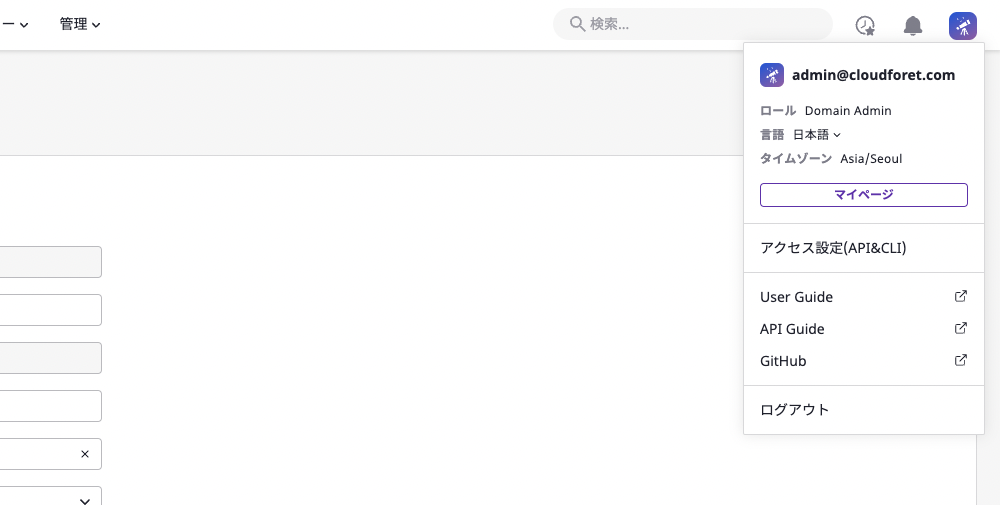 ー
管理
検索...
admin@cloudforet.com
ロール Domain Admin
言語 日本語
タイムゾーン Asia/Seoul
マイページ
アクセス設定(API&CLI)
User Guide
API Guide
GitHub
ログアウト